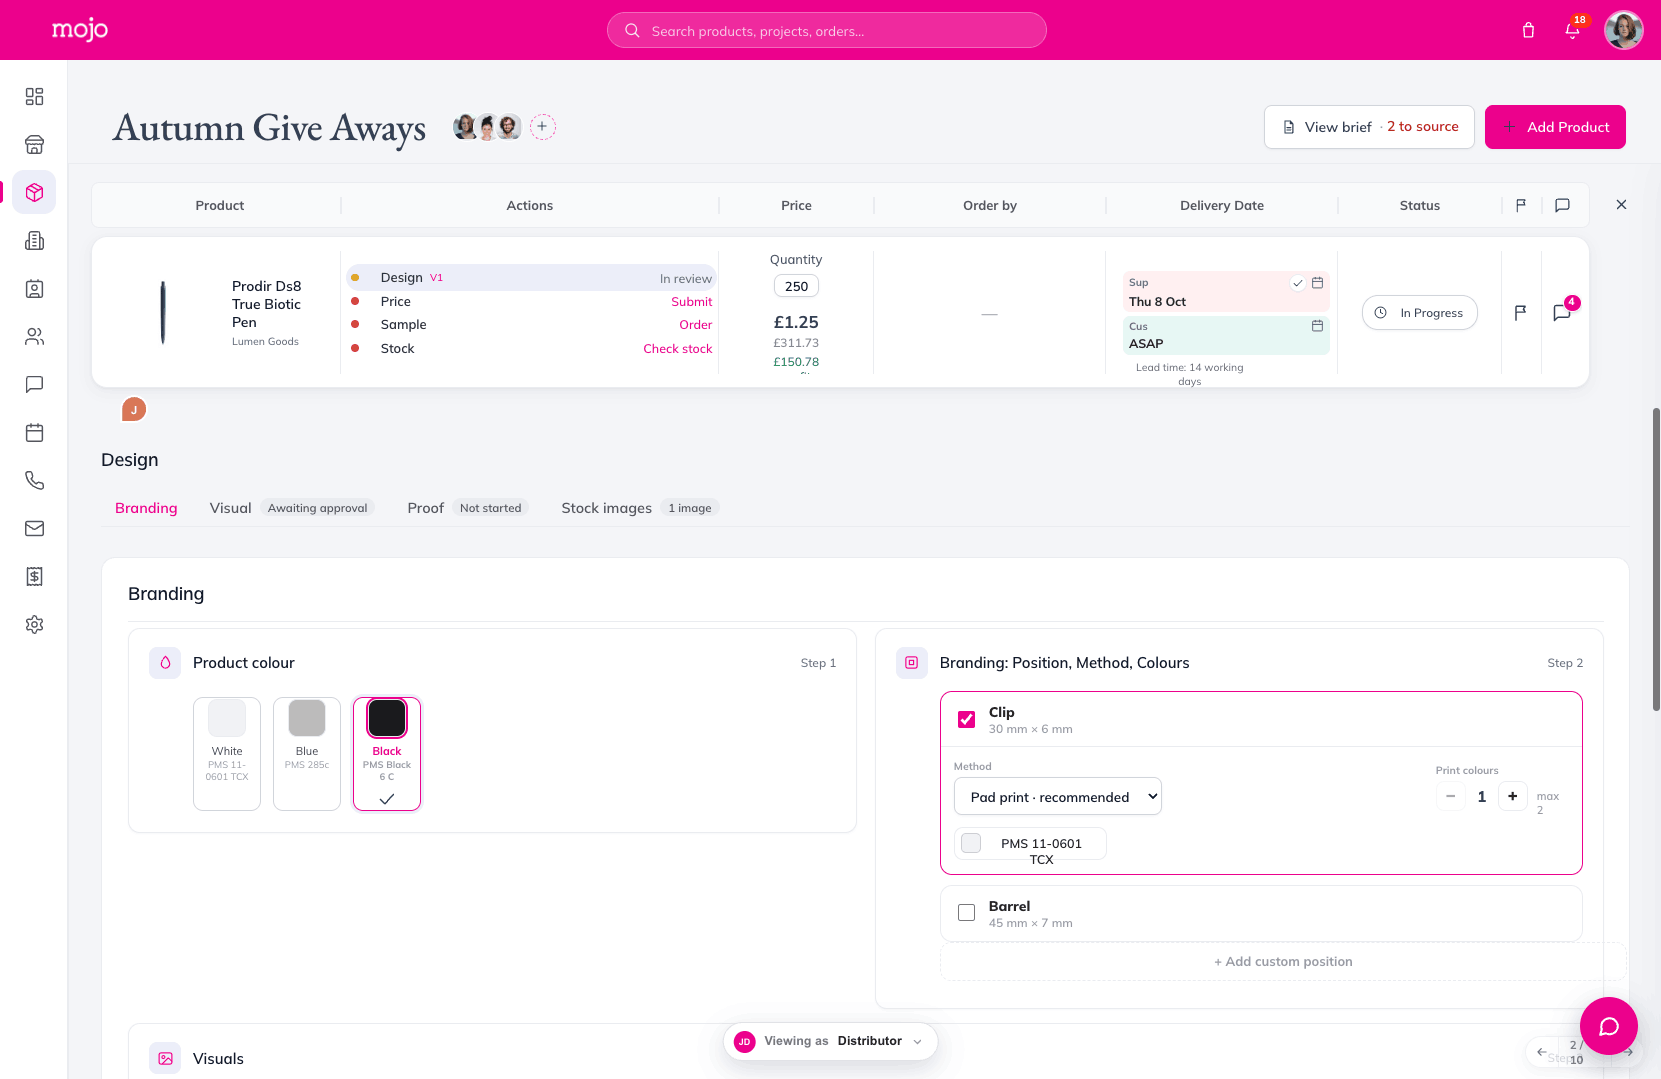 mojo
Search products, projects, orders...
18
Autumn Give Aways
View brief · 2 to source
Add Product
Product
Actions
Price
Order by
Delivery Date
Status
Prodir Ds8
True Biotic
Pen
Lumen Goods
Design V1
In review
Price
Submit
Sample
Order
Stock
Check stock
Quantity
250
£1.25
£311.73
£150.78
—
Sup
Thu 8 Oct
Cus
ASAP
Lead time: 14 working
days
In Progress
4
J
Design
Branding
Visual Awaiting approval
Proof Not started
Stock images 1 image
Branding
Product colour
Step 1
White
PMS 11-
0601 TCX
Blue
PMS 285c
Black
PMS Black
6 C
Branding: Position, Method, Colours
Step 2
Clip
30 mm × 6 mm
Method
Pad print · recommended
Print colours
1
max
2
PMS 11-0601
TCX
Barrel
45 mm × 7 mm
+ Add custom position
Visuals
JD Viewing as Distributor
2 /
10